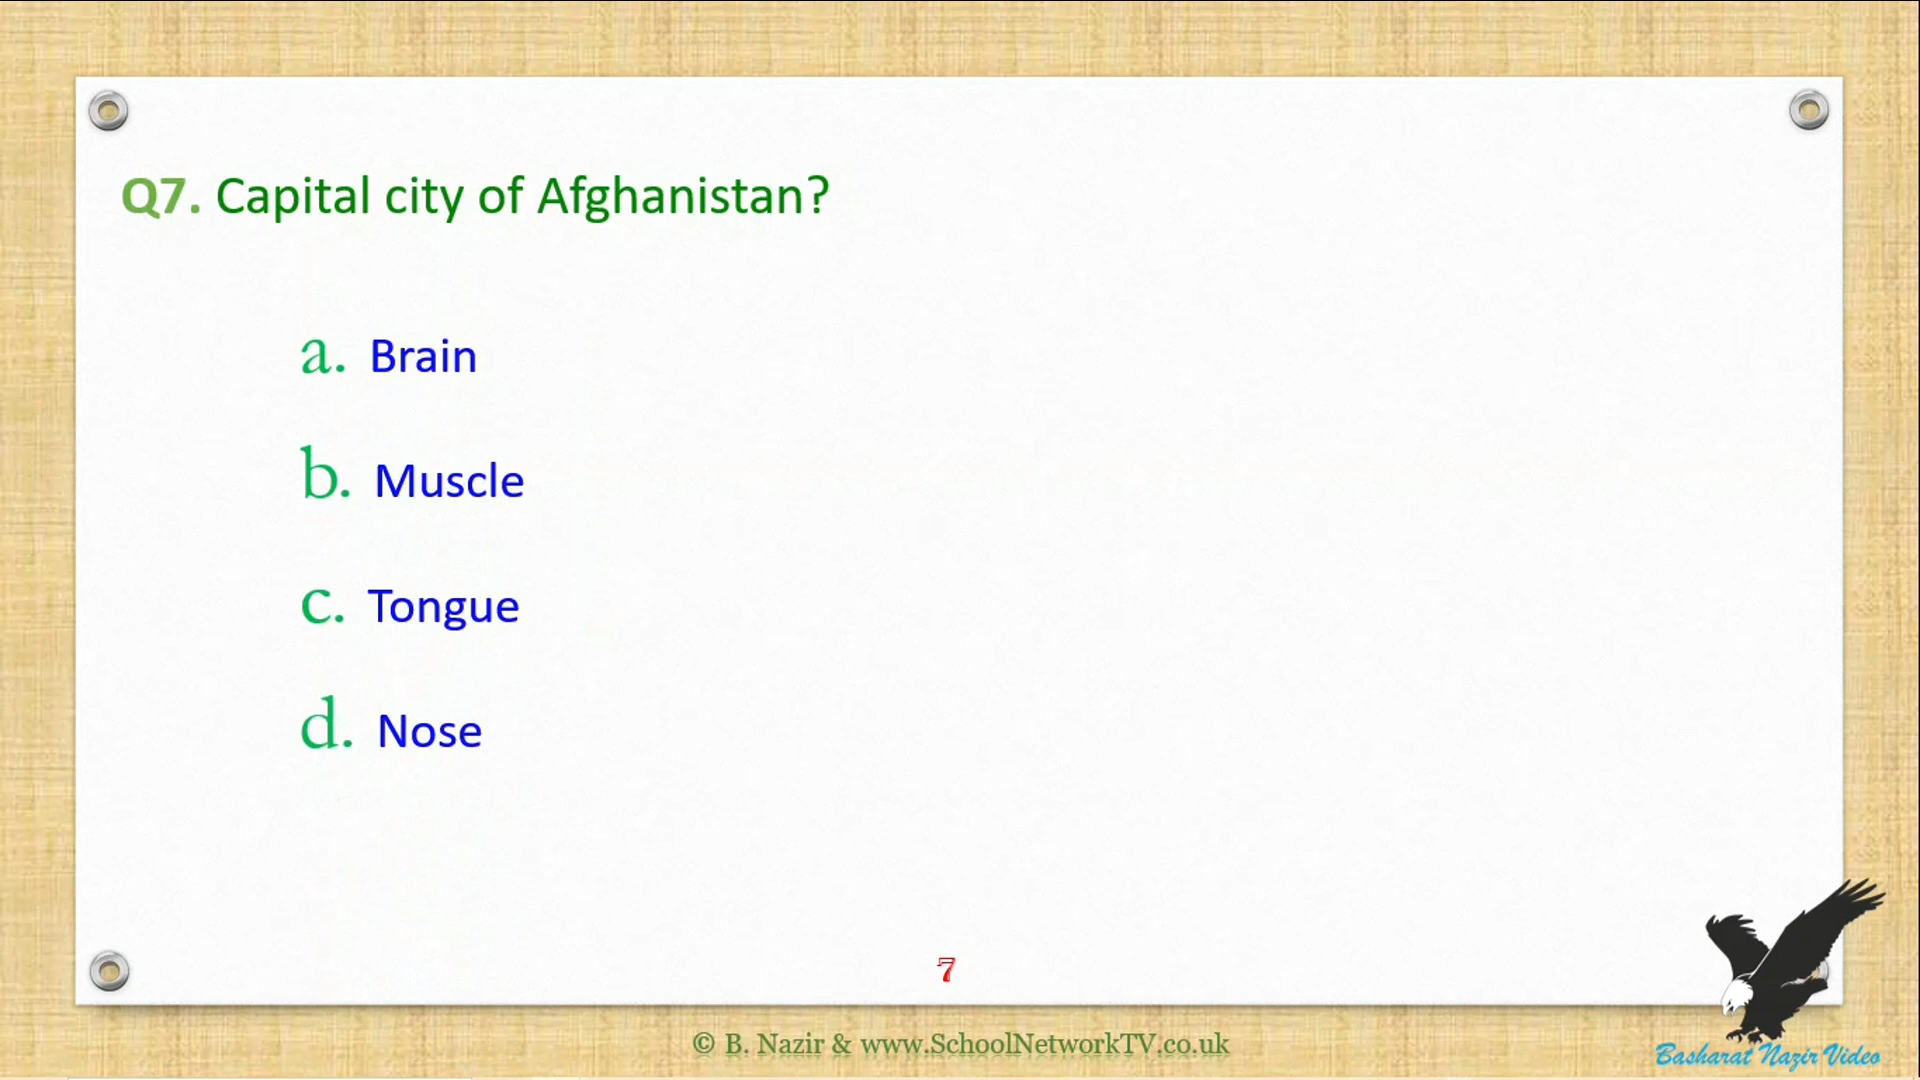 Q7. Capital city of Afghanistan?
a. Brain
b. Muscle
c. Tongue
d. Nose
7
© B. Nazir & www.SchoolNetworkTV.co.uk
Basharat Nazir Video